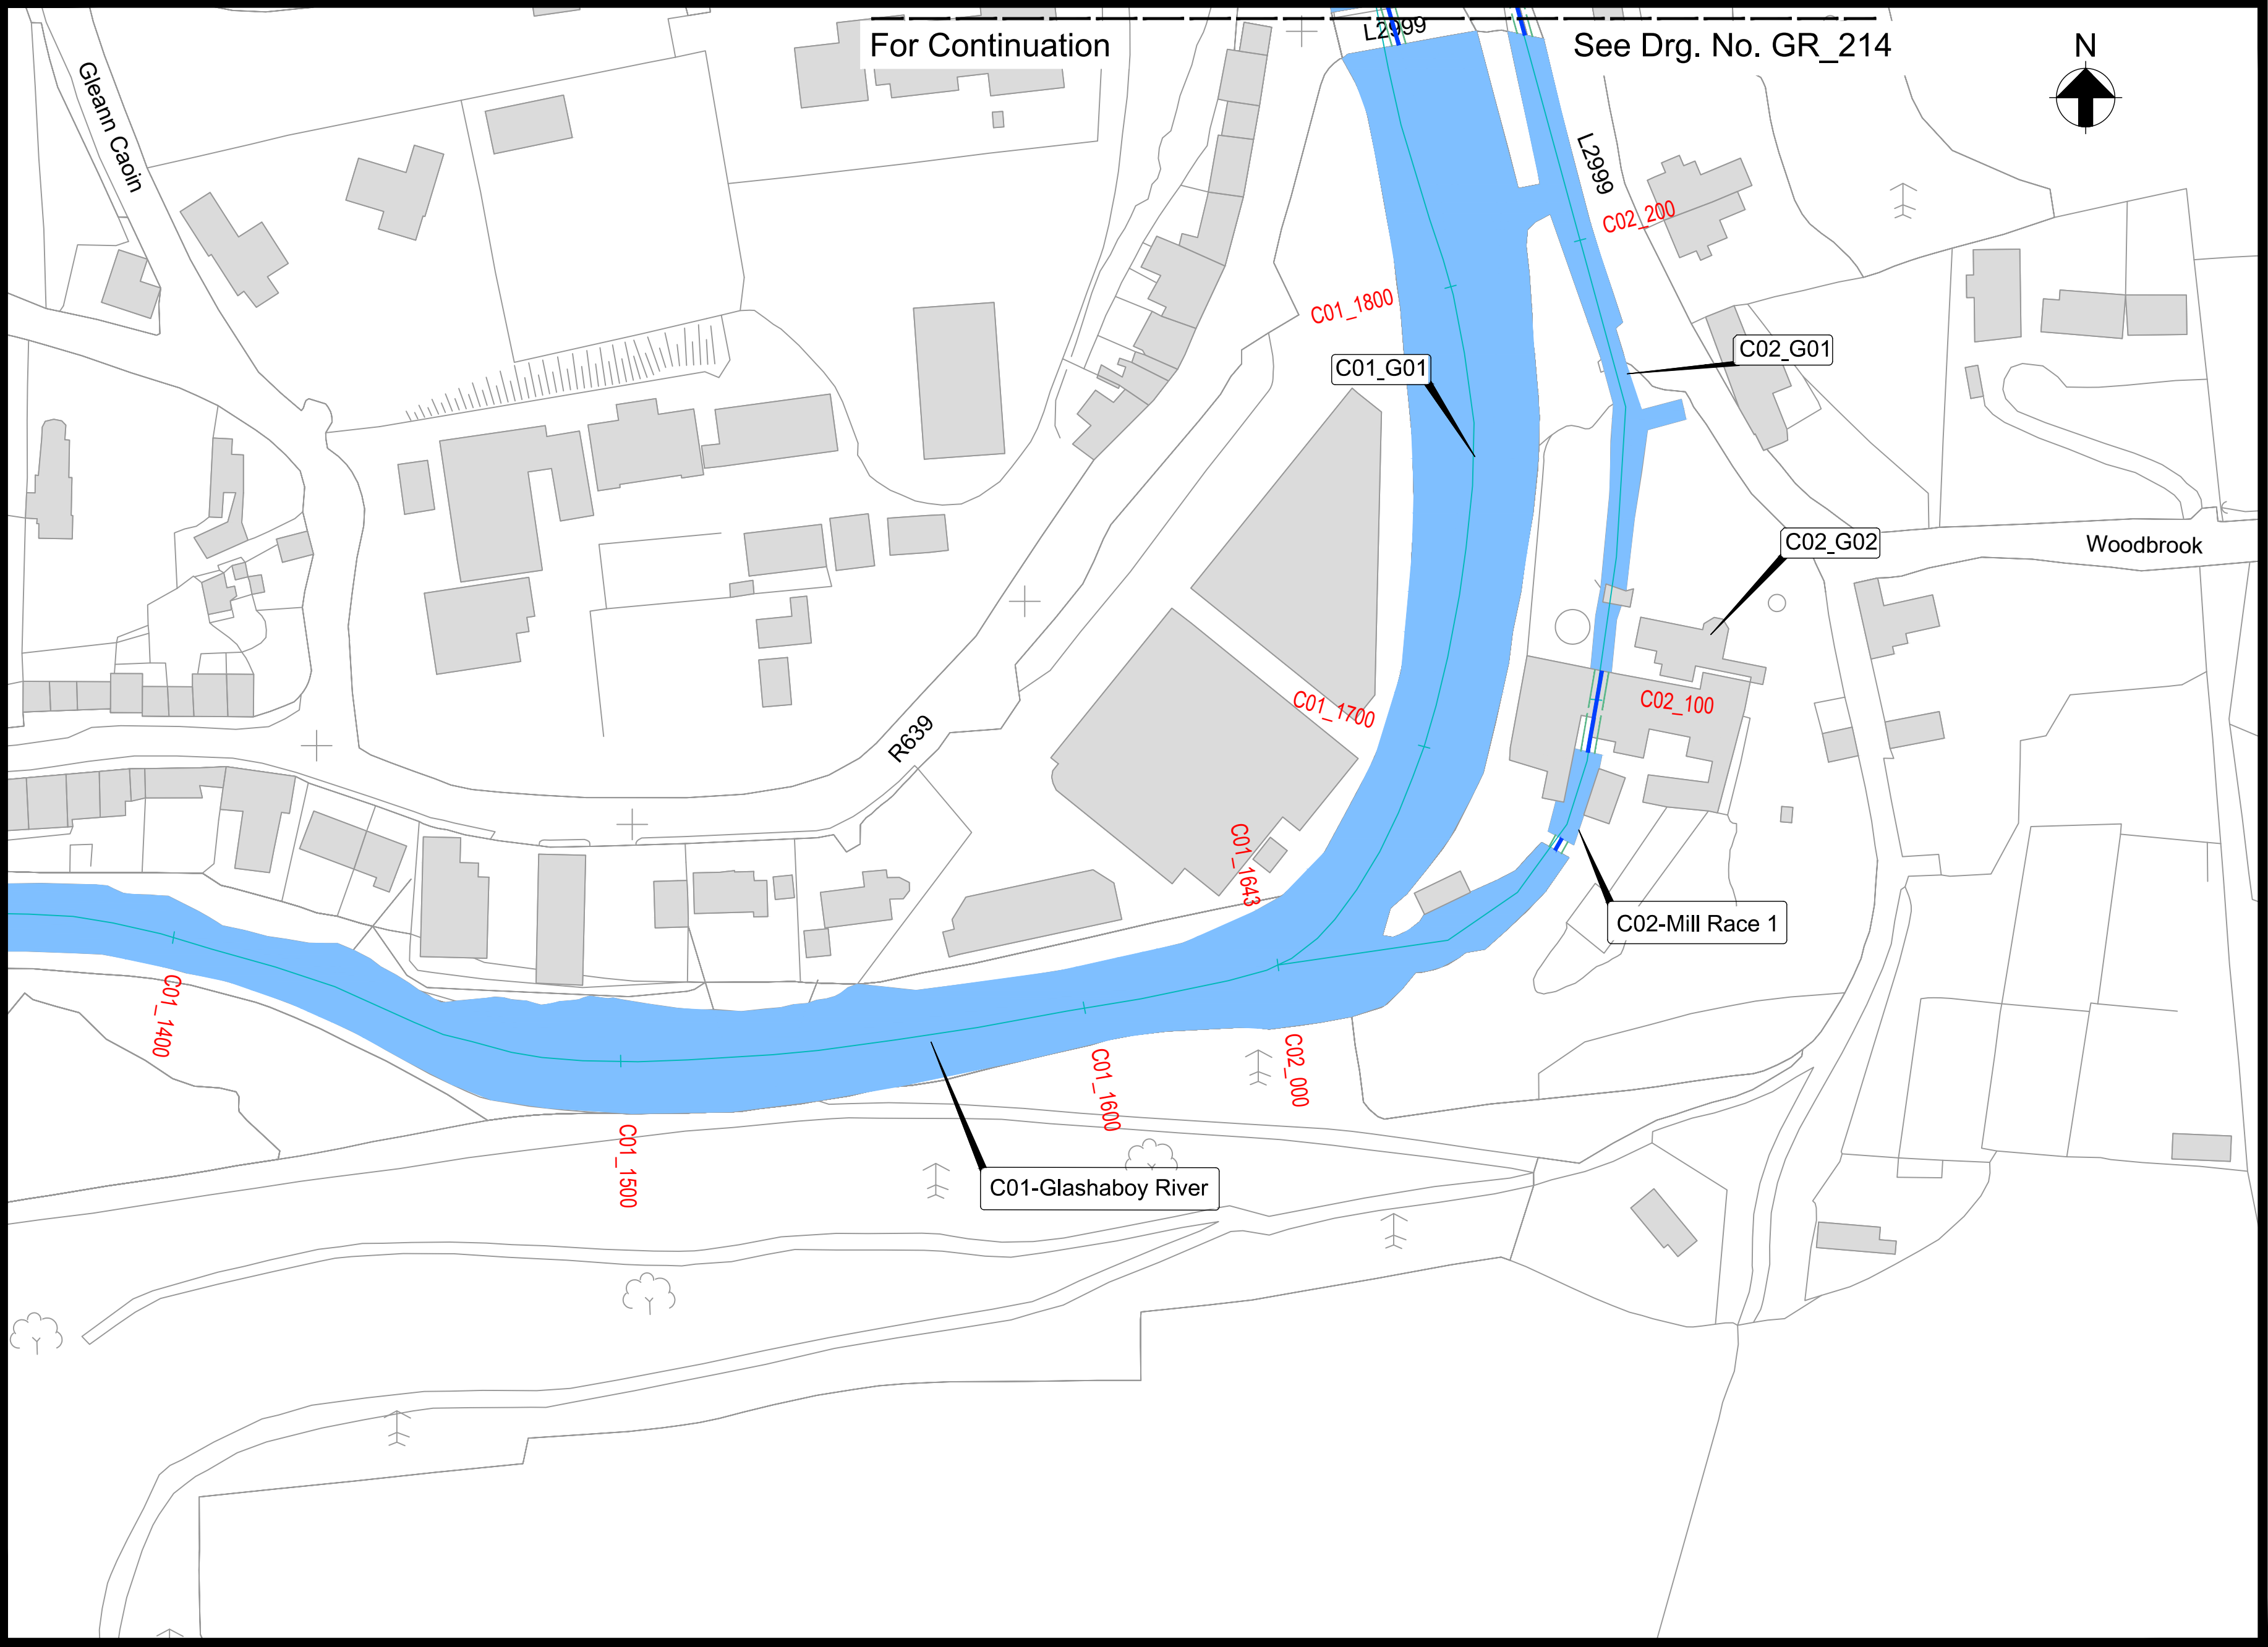 L2999
For Continuation
See Drg. No. GR_214
N
Gleann Caoin
L2999
C02_200
C01_1800
C02_G01
C01_G01
C02_G02
Woodbrook
C01_1700
C02_100
R639
C01_1643
C02-Mill Race 1
C01_1400
C02_000
C01_1600
C01_1500
C01-Glashaboy River